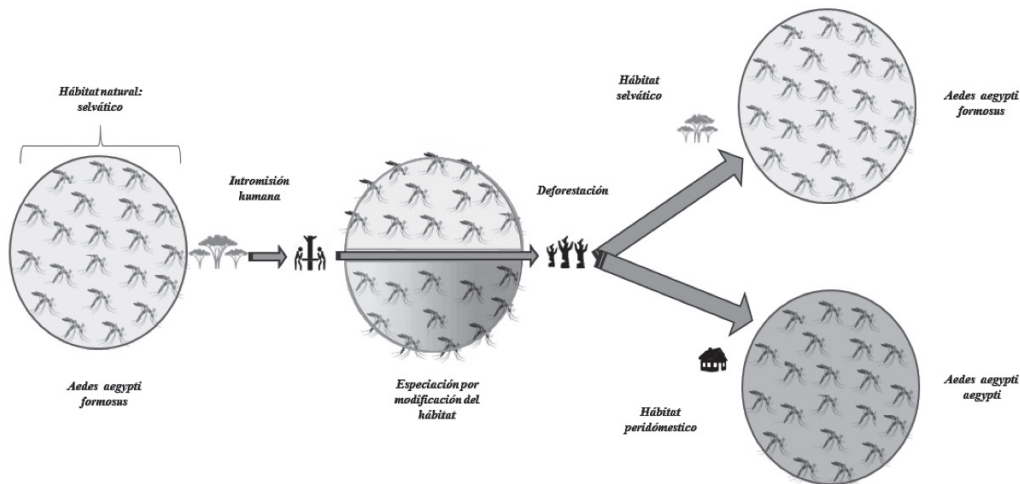 Hábitat natural:
selvático
Aedes aegypti
formosus
Intromisión
humana
Especiación por
modificación del
hábitat
Deforestación
Hábitat
selvático
Aedes aegypti
formosus
Hábitat
peridómestico
Aedes aegypti
aegypti